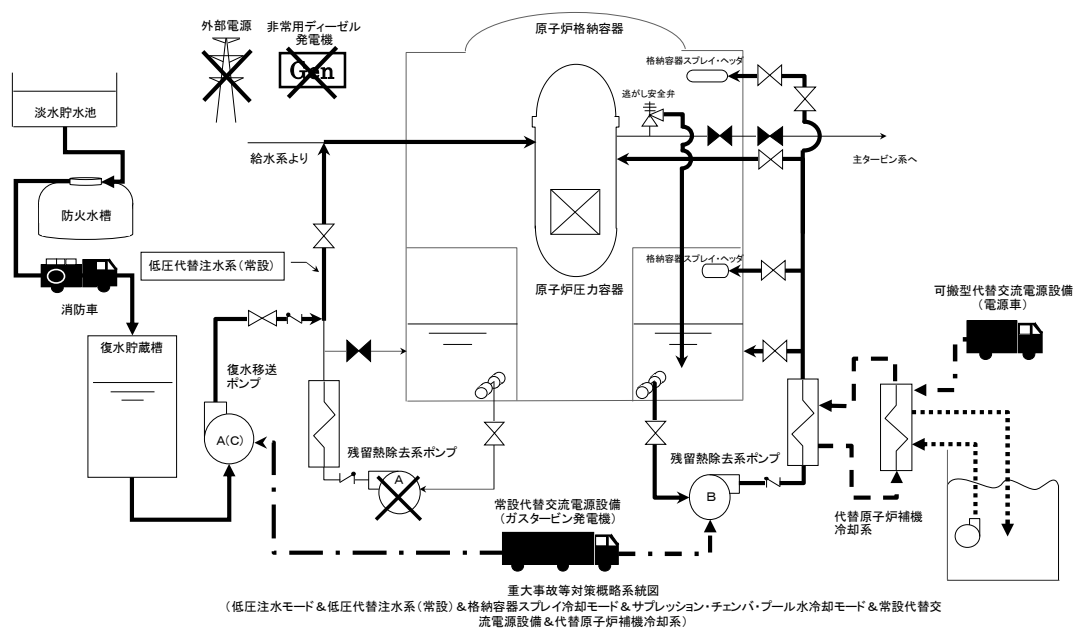 外部電源
非常用ディーゼル
発電機
Gen
原子炉格納容器
格納容器スプレイ・ヘッダ
逃がし安全弁
淡水貯水池
給水系より
主タービン系へ
防火水槽
低圧代替注水系（常設）
格納容器スプレイ・ヘッダ
原子炉圧力容器
消防車
可搬型代替交流電源設備
（電源車）
復水貯蔵槽
復水移送
ポンプ
A(C)
残留熱除去系ポンプ
A
残留熱除去系ポンプ
B
常設代替交流電源設備
（ガスタービン発電機）
代替原子炉補機
冷却系
重大事故等対策概略系統図
（低圧注水モード＆低圧代替注水系（常設）＆格納容器スプレイ冷却モード＆サプレッション・チェンバ・プール水冷却モード＆常設代替交
流電源設備＆代替原子炉補機冷却系）